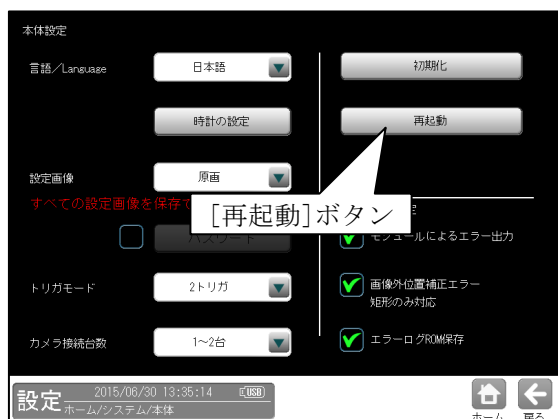 本体設定
言語／Language
日本語
初期化
時計の設定
再起動
設定画像
原画
すべての設定画像を保存で
[再起動]ボタン
定
パスワード
モジュールによるエラー出力
トリガモード
2トリガ
画像外位置補正エラー
矩形のみ対応
カメラ接続台数
1～2台
エラーログROM保存
設定
2015/06/30 13:35:14
USB
ホーム/システム/本体
ホーム
戻る